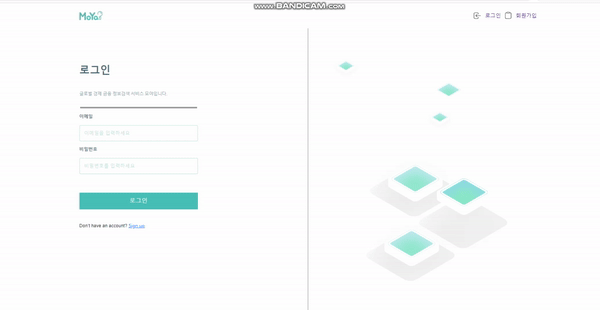 www.BANDICAM.com
MoYa?
로그인
회원가입
로그인
글로벌 경제 금융 정보검색 서비스 모야입니다.
이메일
이메일을 입력하세요
비밀번호
비밀번호를 입력하세요
로그인
Don't have an account? Sign up